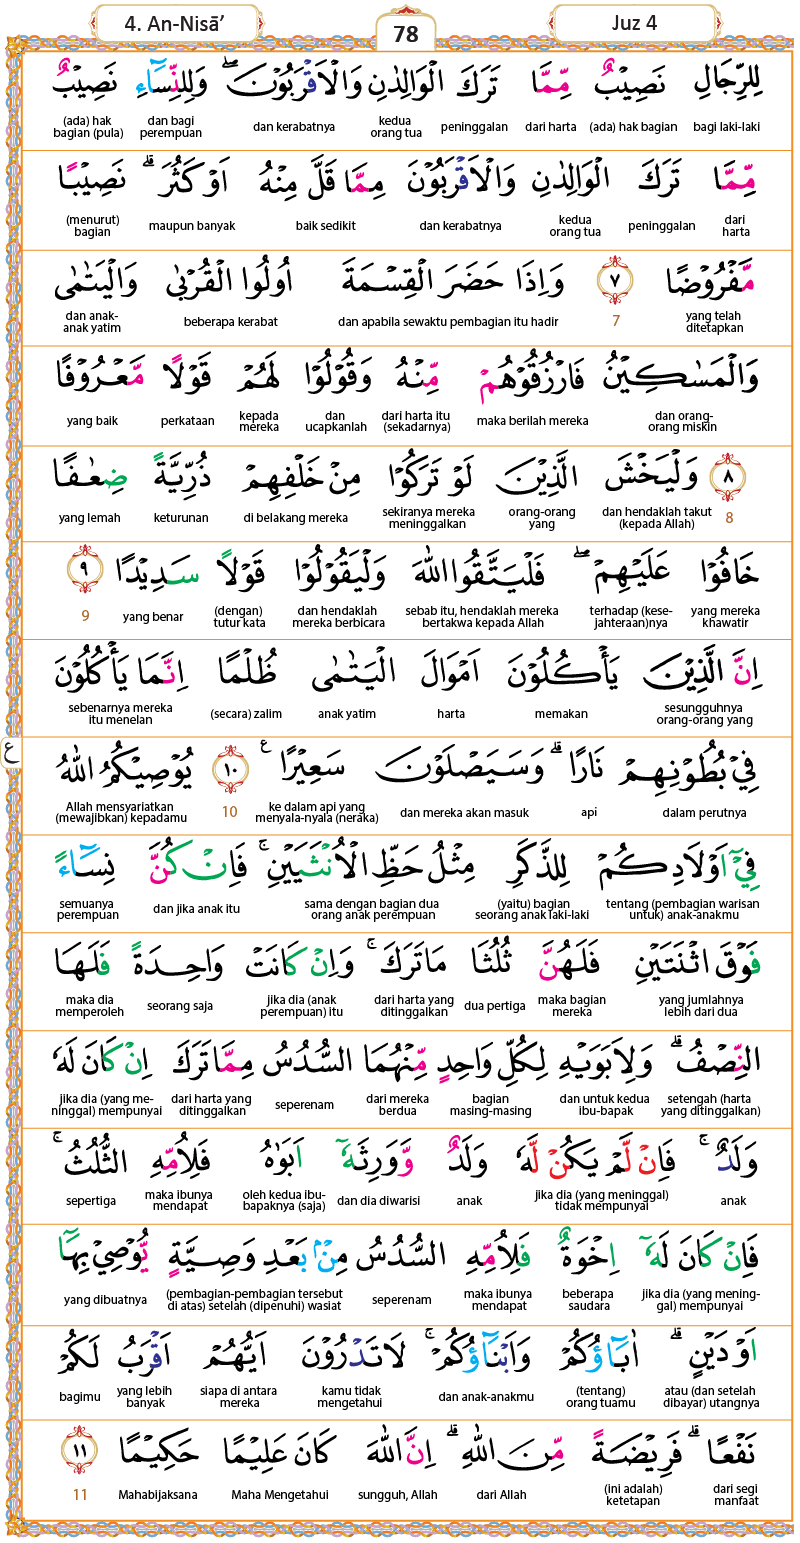 4. An-Nisā’
78
Juz 4
لِلرِّجَالِ نَصِيْبٌ مِّمَّا تَرَكَ الْوَالِدٰنِ وَالْاَقْرَبُوْنَۖ وَلِلنِّسَاۤءِ نَصِيْبٌ
bagi laki-laki (ada) hak bagian dari harta peninggalan kedua orang tua dan kerabatnya dan bagi perempuan (ada) hak bagian (pula)
مِّمَّا تَرَكَ الْوَالِدٰنِ وَالْاَقْرَبُوْنَ مِمَّا قَلَّ مِنْهُ اَوْ كَثُرَ ۗ نَصِيْبًا
dari harta peninggalan kedua orang tua dan kerabatnya baik sedikit maupun banyak (menurut) bagian
مَّفْرُوْضًا ٧ وَاِذَا حَضَرَ الْقِسْمَةَ اُولُوا الْقُرْبٰى وَالْيَتٰمٰى
yang telah ditetapkan 7 dan apabila sewaktu pembagian itu hadir beberapa kerabat dan anak-anak yatim
وَالْمَسٰكِيْنُ فَارْزُقُوْهُمْ مِّنْهُ وَقُوْلُوْا لَهُمْ قَوْلًا مَّعْرُوْفًا
dan orang-orang miskin maka berilah mereka dari harta itu (sekadarnya) dan ucapkanlah kepada mereka perkataan yang baik
٨ وَلْيَخْشَ الَّذِيْنَ لَوْ تَرَكُوْا مِنْ خَلْفِهِمْ ذُرِّيَّةً ضِعٰفًا
8 dan hendaklah takut (kepada Allah) orang-orang yang sekiranya mereka meninggalkan di belakang mereka keturunan yang lemah
خَافُوْا عَلَيْهِمْۖ فَلْيَتَّقُوا اللّٰهَ وَلْيَقُوْلُوْا قَوْلًا سَدِيْدًا ٩
yang mereka khawatir terhadap (kese-jahteraan)nya sebab itu, hendaklah mereka bertakwa kepada Allah dan hendaklah mereka berbicara (dengan) tutur kata yang benar 9
اِنَّ الَّذِيْنَ يَأْكُلُوْنَ اَمْوَالَ الْيَتٰمٰى ظُلْمًا اِنَّمَا يَأْكُلُوْنَ
sesungguhnya orang-orang yang memakan harta anak yatim (secara) zalim sebenarnya mereka itu menelan
فِيْ بُطُوْنِهِمْ نَارًا ۗ وَسَيَصْلَوْنَ سَعِيْرًا ࣖ ١٠ يُوْصِيْكُمُ اللّٰهُ
dalam perutnya api dan mereka akan masuk ke dalam api yang menyala-nyala (neraka) 10 Allah mensyariatkan (mewajibkan) kepadamu
ع
فِيْٓ اَوْلَادِكُمْ لِلذَّكَرِ مِثْلُ حَظِّ الْاُنْثَيَيْنِ ۚ فَاِنْ كُنَّ نِسَاۤءً
tentang (pembagian warisan untuk) anak-anakmu (yaitu) bagian seorang anak laki-laki sama dengan bagian dua orang anak perempuan dan jika anak itu semuanya perempuan
فَوْقَ اثْنَتَيْنِ فَلَهُنَّ ثُلُثَا مَا تَرَكَ ۚ وَاِنْ كَانَتْ وَاحِدَةً فَلَهَا
yang jumlahnya lebih dari dua maka bagian mereka dua pertiga dari harta yang ditinggalkan jika dia (anak perempuan) itu seorang saja maka dia memperoleh
النِّصْفُ ۗ وَلِاَبَوَيْهِ لِكُلِّ وَاحِدٍ مِّنْهُمَا السُّدُسُ مِمَّا تَرَكَ اِنْ كَانَ لَهٗ
setengah (harta yang ditinggalkan) dan untuk kedua ibu-bapak bagian masing-masing dari mereka berdua seperenam dari harta yang ditinggalkan jika dia (yang me-ninggal) mempunyai
وَلَدٌ ۚ فَاِنْ لَّمْ يَكُنْ لَّهٗ وَلَدٌ وَّوَرِثَهٗٓ اَبَوٰهُ فَلِاُمِّهِ الثُّلُثُ ۚ
anak jika dia (yang meninggal) tidak mempunyai anak dan dia diwarisi oleh kedua ibu-bapaknya (saja) maka ibunya mendapat sepertiga
فَاِنْ كَانَ لَهٗٓ اِخْوَةٌ فَلِاُمِّهِ السُّدُسُ مِنْۢ بَعْدِ وَصِيَّةٍ يُّوْصِيْ بِهَآ
jika dia (yang mening-gal) mempunyai beberapa saudara maka ibunya mendapat seperenam (pembagian-pembagian tersebut di atas) setelah (dipenuhi) wasiat yang dibuatnya
اَوْ دَيْنٍ ۗ اٰبَاۤؤُكُمْ وَاَبْنَاۤؤُكُمْۚ لَا تَدْرُوْنَ اَيُّهُمْ اَقْرَبُ لَكُمْ
atau (dan setelah dibayar) utangnya (tentang) orang tuamu dan anak-anakmu kamu tidak mengetahui siapa di antara mereka yang lebih banyak bagimu
نَفْعًا ۗ فَرِيْضَةً مِّنَ اللّٰهِ ۗ اِنَّ اللّٰهَ كَانَ عَلِيْمًا حَكِيْمًا ١١
dari segi manfaat (ini adalah) ketetapan dari Allah sungguh, Allah Maha Mengetahui Mahabijaksana 11